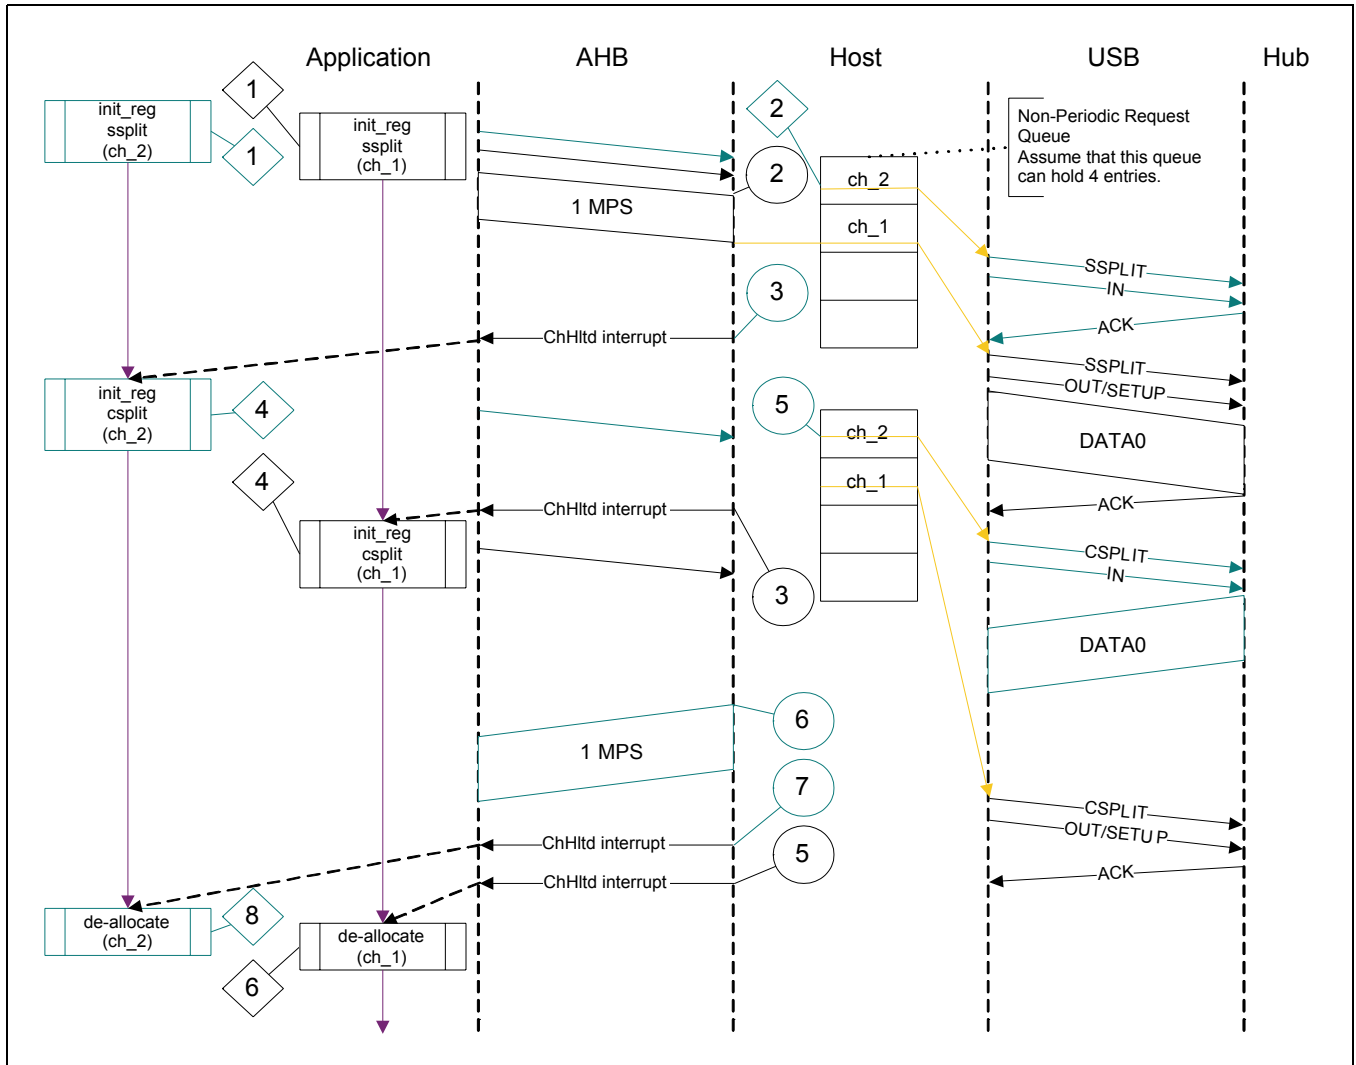 Application
AHB
Host
USB
Hub
1
init_reg
ssplit
(ch_2)
1
init_reg
ssplit
(ch_1)
2
2
1 MPS
ch_2
ch_1
Non-Periodic Request
Queue
Assume that this queue
can hold 4 entries.
SSPLIT
IN
ACK
3
ChHltd interrupt
SSPLIT
OUT/SETUP
DATA0
ACK
init_reg
csplit
(ch_2)
4
5
ch_2
ch_1
4
ChHltd interrupt
init_reg
csplit
(ch_1)
3
CSPLIT
IN
DATA0
6
1 MPS
7
ChHltd interrupt
5
ChHltd interrupt
CSPLIT
OUT/SETUP
ACK
de-allocate
(ch_2)
8
de-allocate
(ch_1)
6